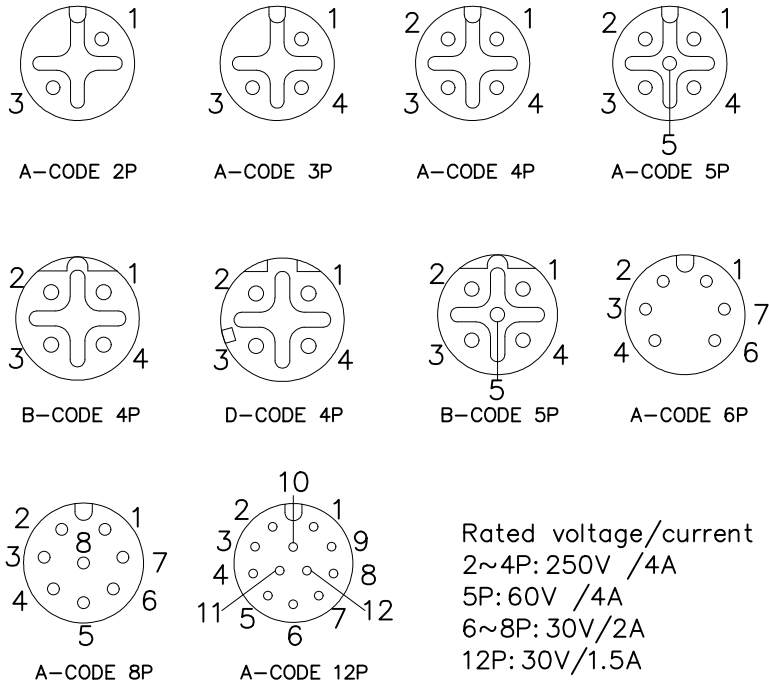 1
3
A-CODE 2P
1
3 4
A-CODE 3P
2 1
3 4
A-CODE 4P
2 1
3 4
5
A-CODE 5P
2 1
3 4
B-CODE 4P
2 1
3 4
D-CODE 4P
2 1
3 4
5
B-CODE 5P
2 1
3 7
4 6
A-CODE 6P
2 1
8
3 7
4 6
5
A-CODE 8P
10
2 1
3 9
4 8
11 12
5 7
6
A-CODE 12P
Rated voltage/current
2~4P: 250V /4A
5P: 60V /4A
6~8P: 30V/2A
12P: 30V/1.5A